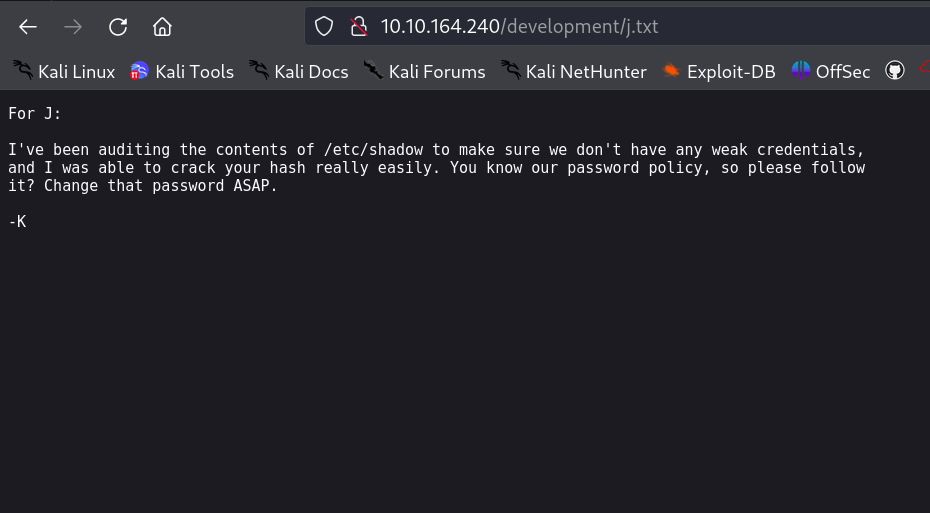 10.10.164.240/development/j.txt
Kali Linux Kali Tools Kali Docs Kali Forums Kali NetHunter Exploit-DB OffSec
For J:
I've been auditing the contents of /etc/shadow to make sure we don't have any weak credentials,
and I was able to crack your hash really easily. You know our password policy, so please follow
it? Change that password ASAP.
-K